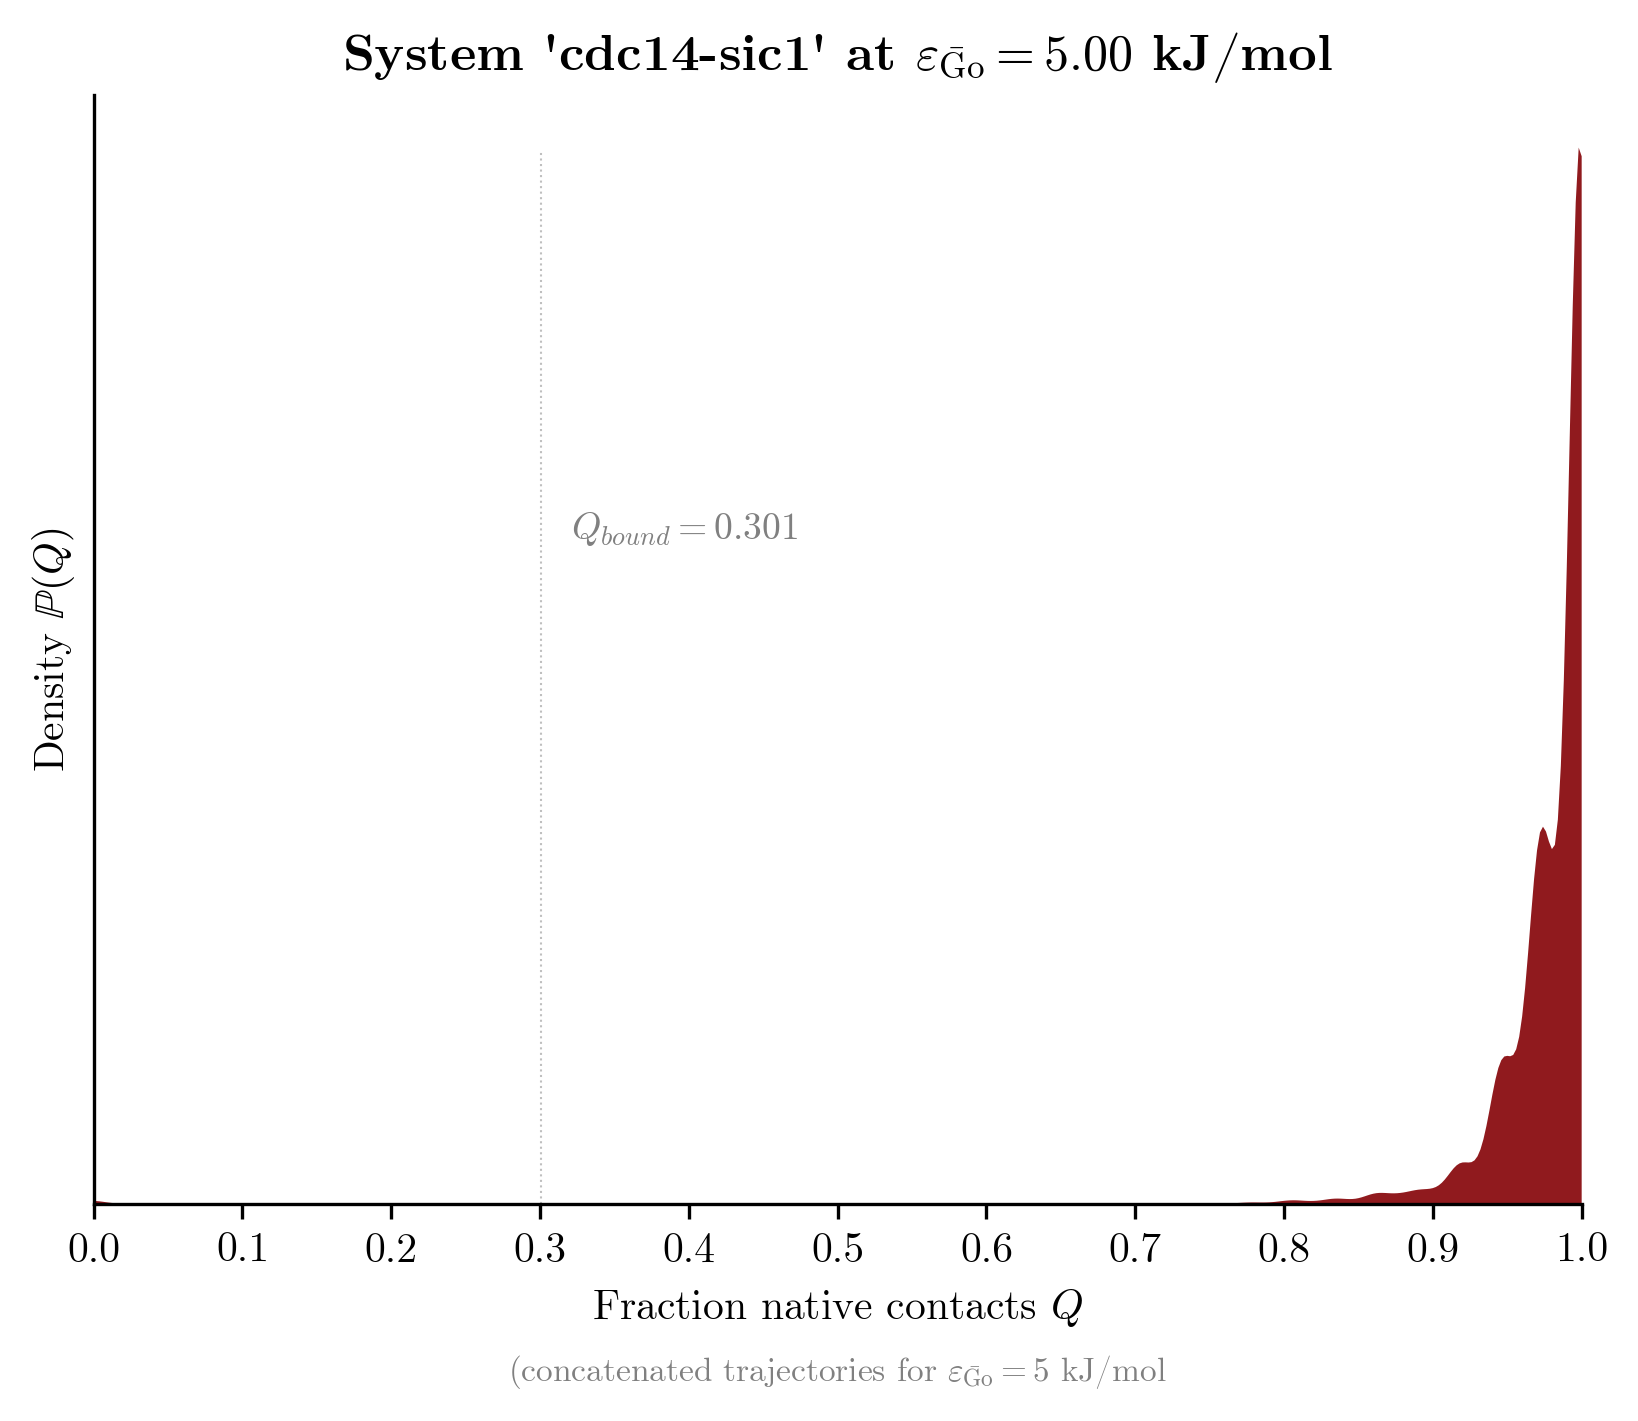 System 'cdc14-sic1' at ε_Ḡo = 5.00 kJ/mol
Density ℙ(Q)
Q_bound = 0.301
0.0 0.1 0.2 0.3 0.4 0.5 0.6 0.7 0.8 0.9 1.0
Fraction native contacts Q
(concatenated trajectories for ε_Ḡo = 5 kJ/mol